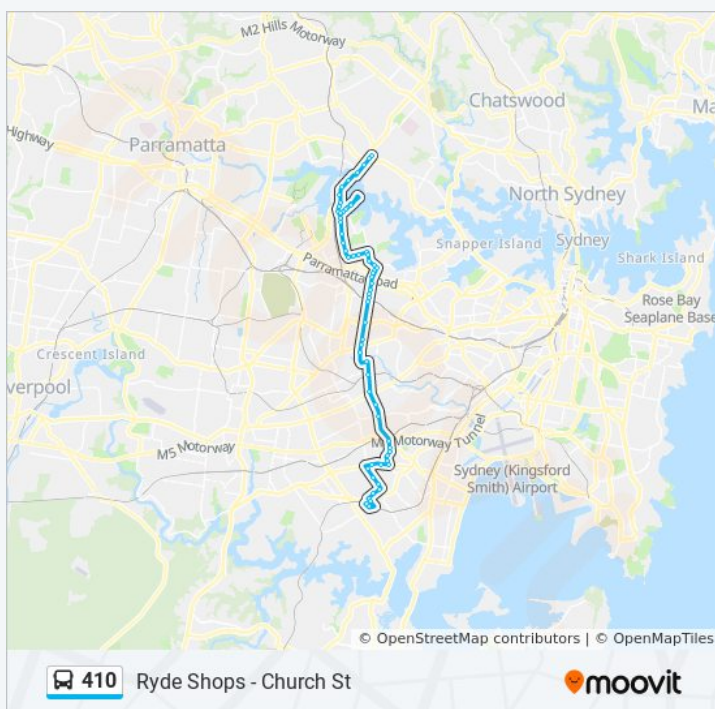 M2 Hills Motorway
Chatswood
Ma
Highway
Parramatta
North Sydney
Snapper Island
Sydney
Shark Island
Parramatta Road
Rose Bay
Seaplane Base
Crescent Island
verpool
M5 Motorway
Motorway Tunnel
Sydney (Kingsford
Smith) Airport
© OpenStreetMap contributors | © OpenMapTiles
410
Ryde Shops - Church St
moovit